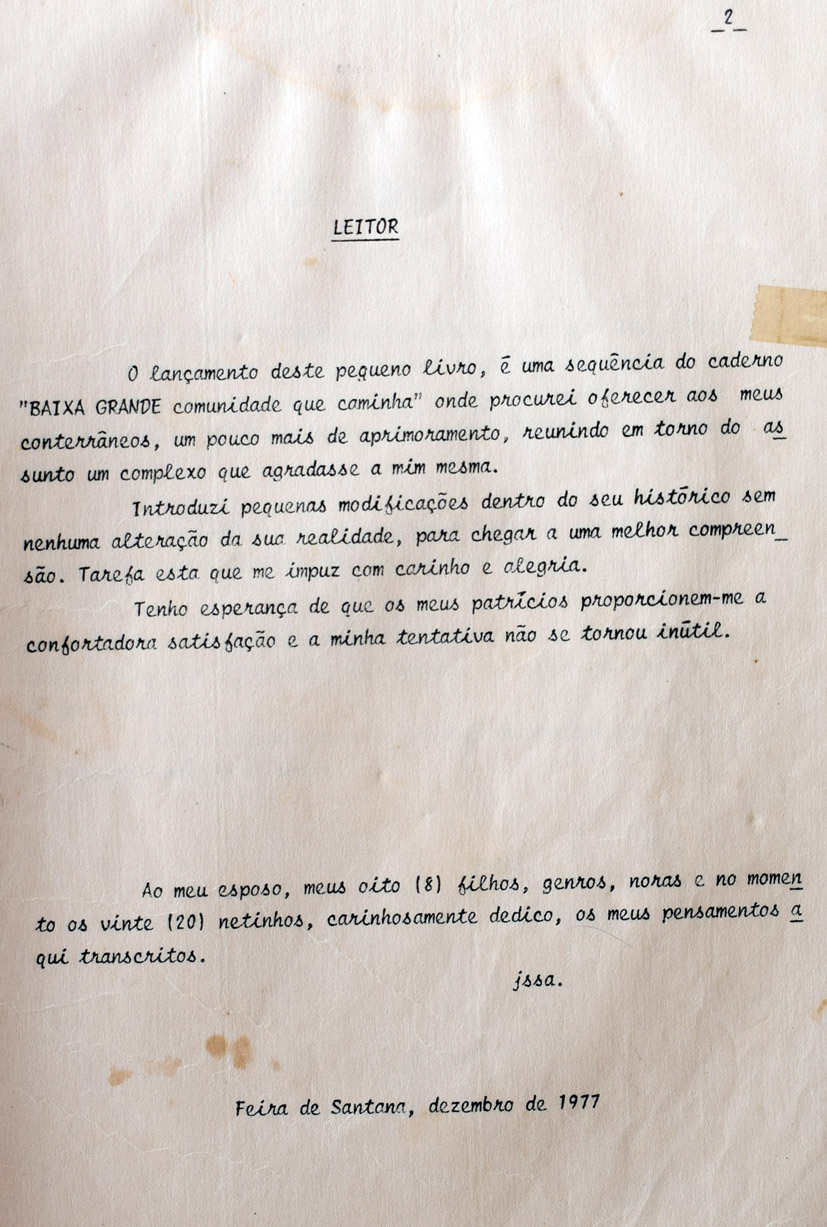 _2_
LEITOR
O lançamento deste pequeno livro, é uma sequência do caderno
"BAIXA GRANDE comunidade que caminha" onde procurei oferecer aos meus
conterrâneos, um pouco mais de aprimoramento, reunindo em torno do as
sunto um complexo que agradasse a mim mesma.
Introduzi pequenas modificações dentro do seu histórico sem
nenhuma alteração da sua realidade, para chegar a uma melhor compreen_
são. Tarefa esta que me impuz com carinho e alegria.
Tenho esperança de que os meus patrícios proporcionem-me a
confortadora satisfação e a minha tentativa não se tornou inútil.
Ao meu esposo, meus oito (8) filhos, genros, noras e no momen
to os vinte (20) netinhos, carinhosamente dedico, os meus pensamentos a
qui transcritos.
jssa.
Feira de Santana, dezembro de 1977